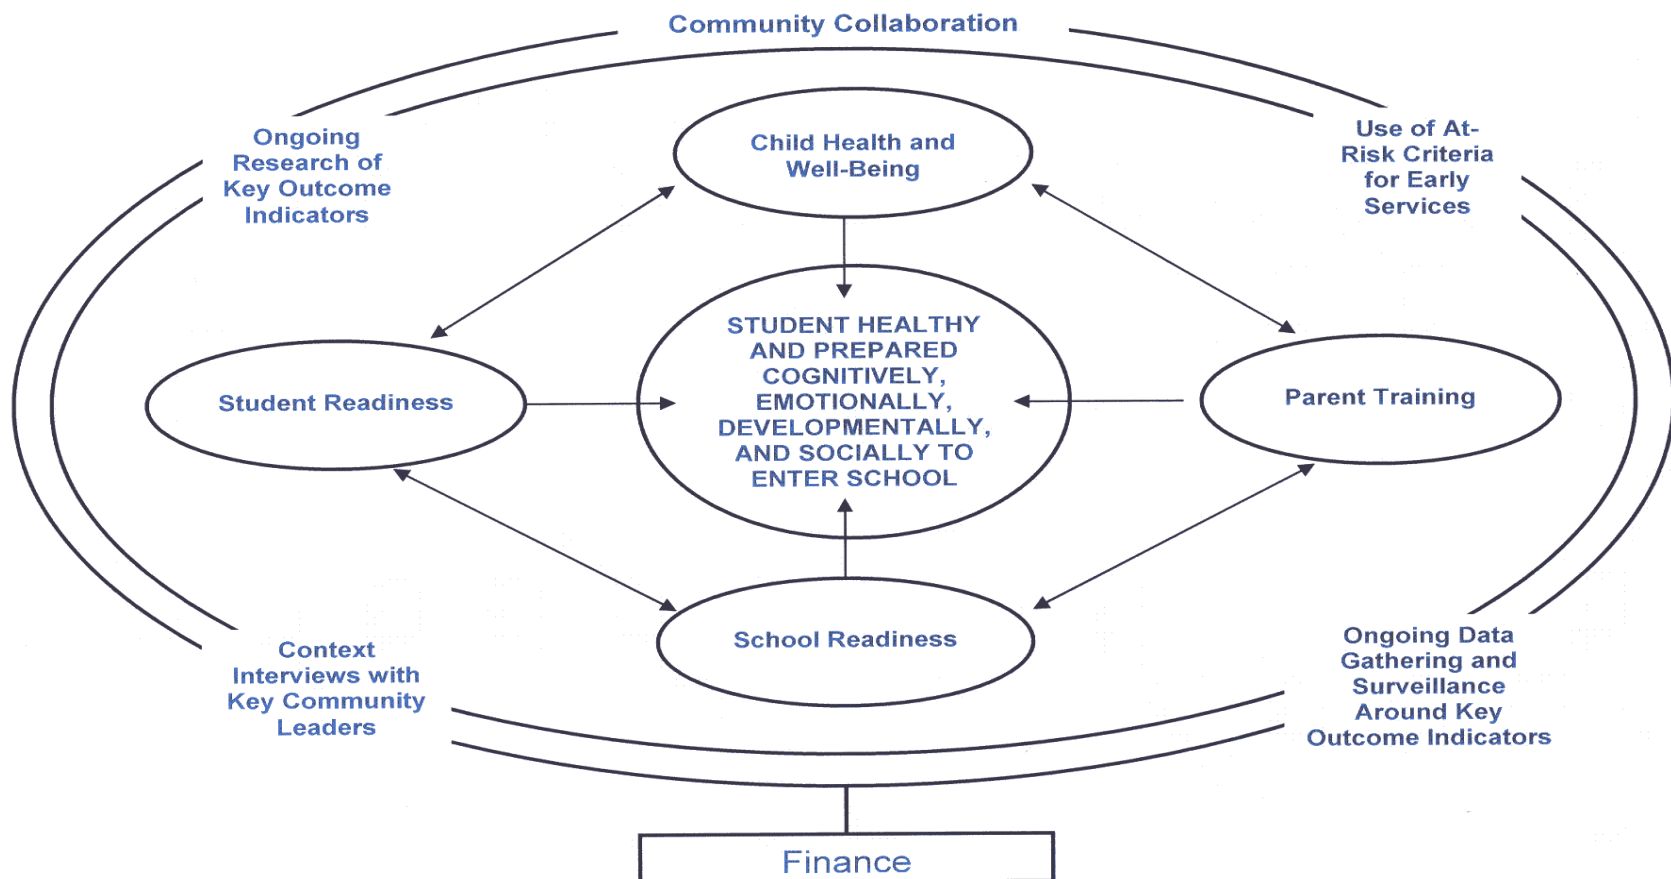 Community Collaboration
Ongoing
Research of
Key Outcome
Indicators
Use of At-
Risk Criteria
for Early
Services
Child Health and
Well-Being
STUDENT HEALTHY
AND PREPARED
COGNITIVELY,
EMOTIONALLY,
DEVELOPMENTALLY,
AND SOCIALLY TO
ENTER SCHOOL
Student Readiness
Parent Training
School Readiness
Context
Interviews with
Key Community
Leaders
Ongoing Data
Gathering and
Surveillance
Around Key
Outcome Indicators
Finance